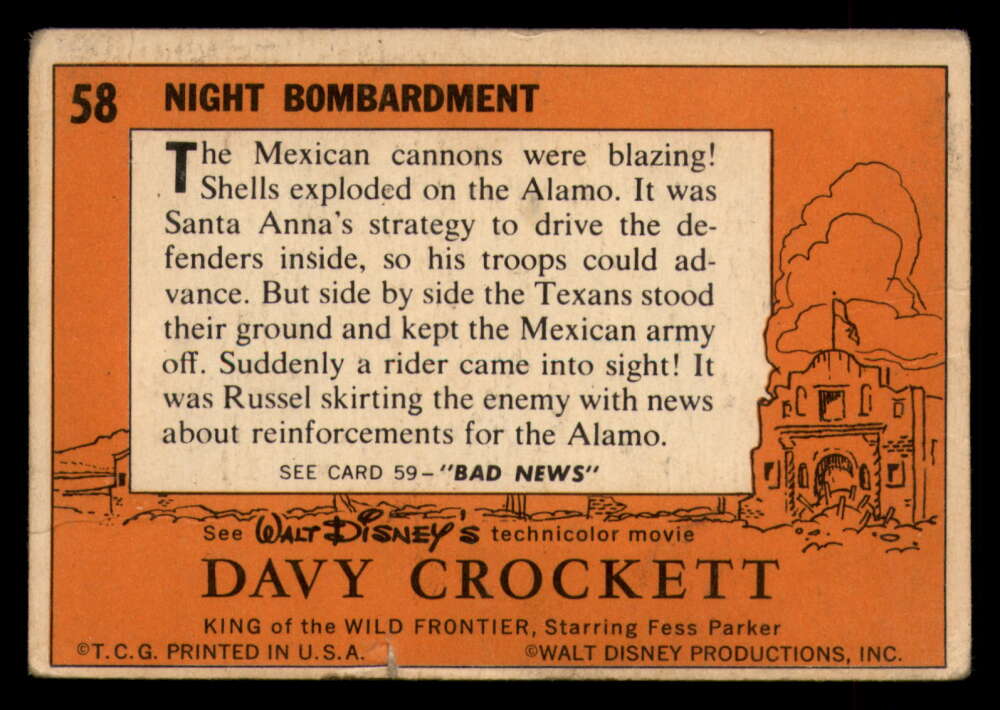 58 NIGHT BOMBARDMENT
The Mexican cannons were blazing!
Shells exploded on the Alamo. It was
Santa Anna's strategy to drive the de-
fenders inside, so his troops could ad-
vance. But side by side the Texans stood
their ground and kept the Mexican army
off. Suddenly a rider came into sight! It
was Russel skirting the enemy with news
about reinforcements for the Alamo.
SEE CARD 59-"BAD NEWS"
See WALT DISNEY'S technicolor movie
DAVY CROCKETT
KING of the WILD FRONTIER, Starring Fess Parker
©T.C.G. PRINTED IN U.S.A. ©WALT DISNEY PRODUCTIONS, INC.